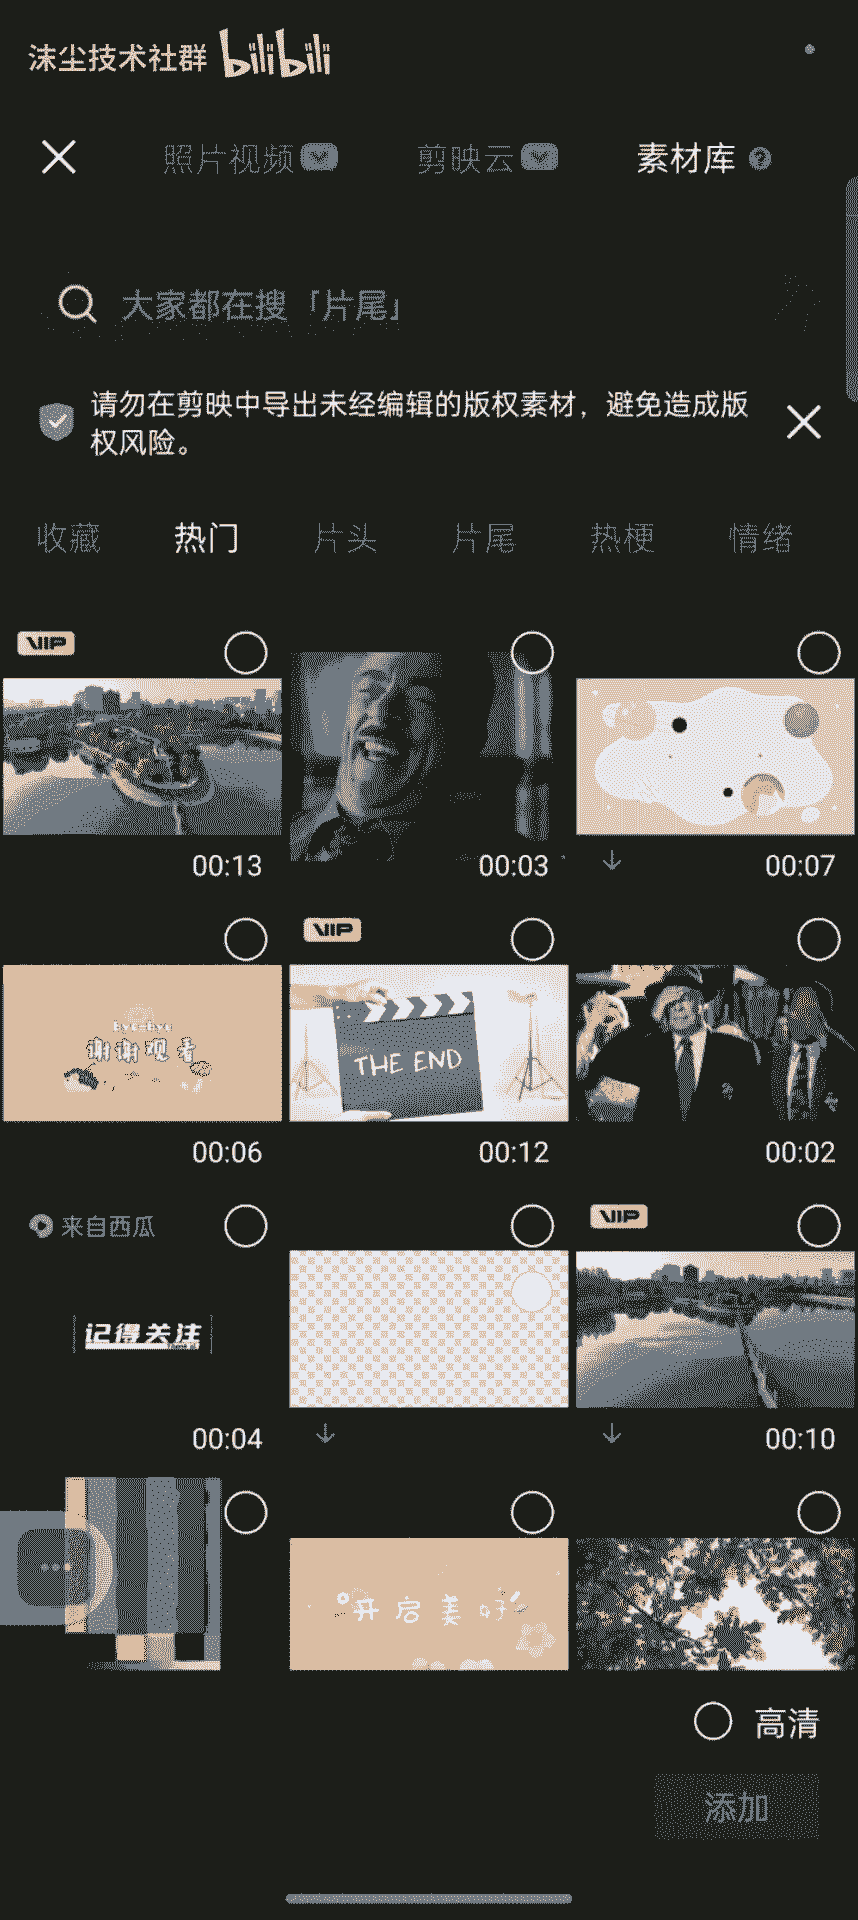 沫尘技术社群 bilibili
照片视频 剪映云 素材库
大家都在搜「片尾」
请勿在剪映中导出未经编辑的版权素材，避免造成版
权风险。
收藏 热门 片头 片尾 热梗 情绪
VIP
00:13 00:03 00:07
VIP
bye-bye
谢谢观看
THE END
00:06 00:12 00:02
来自西瓜 VIP
记得关注
00:04 00:10
开启美好
高清
添加